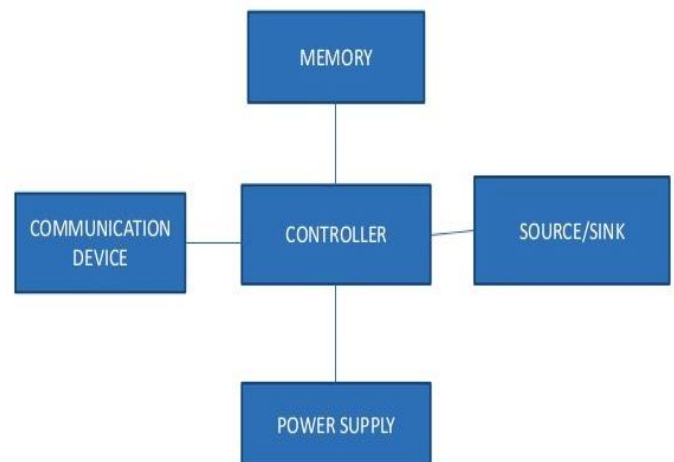 MEMORY
COMMUNICATION
DEVICE
CONTROLLER
SOURCE/SINK
POWER SUPPLY